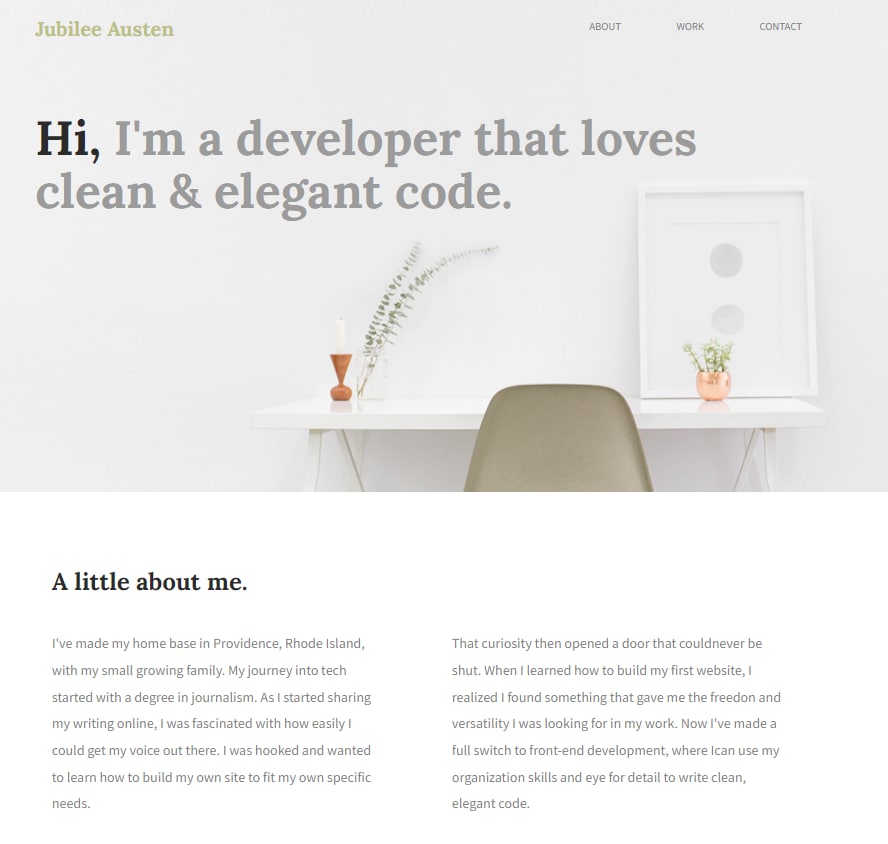 Jubilee Austen
ABOUT WORK CONTACT
Hi, I'm a developer that loves
clean & elegant code.
A little about me.
I've made my home base in Providence, Rhode Island,
with my small growing family. My journey into tech
started with a degree in journalism. As I started sharing
my writing online, I was fascinated with how easily I
could get my voice out there. I was hooked and wanted
to learn how to build my own site to fit my own specific
needs.
That curiosity then opened a door that couldnever be
shut. When I learned how to build my first website, I
realized I found something that gave me the freedon and
versatility I was looking for in my work. Now I've made a
full switch to front-end development, where Ican use my
organization skills and eye for detail to write clean,
elegant code.